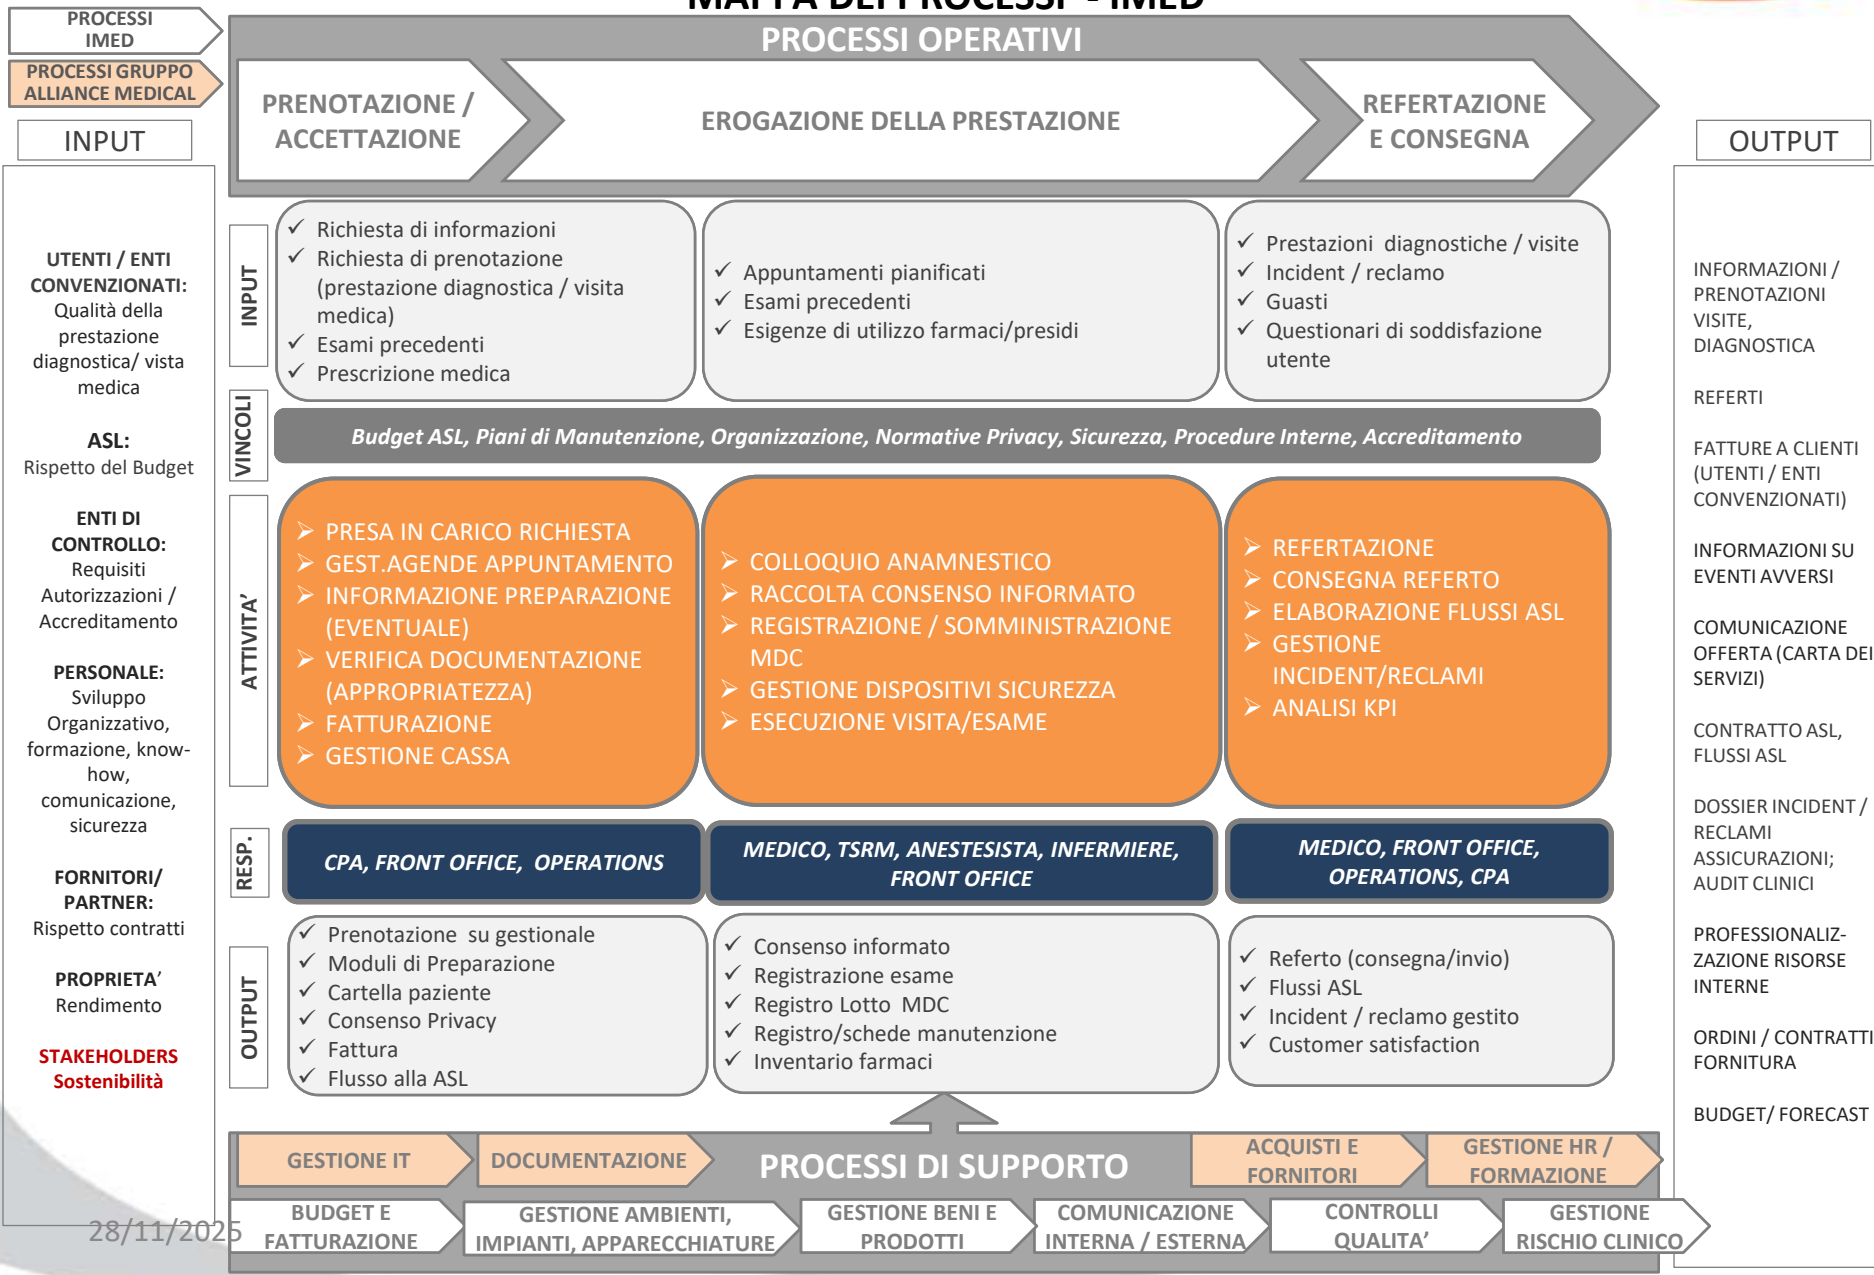 MAPPA DEI PROCESSI - IMED
PROCESSI
IMED
PROCESSI GRUPPO
ALLIANCE MEDICAL
PROCESSI OPERATIVI
PRENOTAZIONE /
ACCETTAZIONE
EROGAZIONE DELLA PRESTAZIONE
REFERTAZIONE
E CONSEGNA
INPUT
UTENTI / ENTI
CONVENZIONATI:
Qualità della
prestazione
diagnostica/ vista
medica
ASL:
Rispetto del Budget
ENTI DI
CONTROLLO:
Requisiti
Autorizzazioni /
Accreditamento
PERSONALE:
Sviluppo
Organizzativo,
formazione, know-
how,
comunicazione,
sicurezza
FORNITORI/
PARTNER:
Rispetto contratti
PROPRIETA’
Rendimento
STAKEHOLDERS
Sostenibilità
INPUT
✓ Richiesta di informazioni
✓ Richiesta di prenotazione
(prestazione diagnostica / visita
medica)
✓ Esami precedenti
✓ Prescrizione medica
✓ Appuntamenti pianificati
✓ Esami precedenti
✓ Esigenze di utilizzo farmaci/presidi
✓ Prestazioni diagnostiche / visite
✓ Incident / reclamo
✓ Guasti
✓ Questionari di soddisfazione
utente
VINCOLI
Budget ASL, Piani di Manutenzione, Organizzazione, Normative Privacy, Sicurezza, Procedure Interne, Accreditamento
ATTIVITA’
➢ PRESA IN CARICO RICHIESTA
➢ GEST.AGENDE APPUNTAMENTO
➢ INFORMAZIONE PREPARAZIONE
(EVENTUALE)
➢ VERIFICA DOCUMENTAZIONE
(APPROPRIATEZZA)
➢ FATTURAZIONE
➢ GESTIONE CASSA
➢ COLLOQUIO ANAMNESTICO
➢ RACCOLTA CONSENSO INFORMATO
➢ REGISTRAZIONE / SOMMINISTRAZIONE
MDC
➢ GESTIONE DISPOSITIVI SICUREZZA
➢ ESECUZIONE VISITA/ESAME
➢ REFERTAZIONE
➢ CONSEGNA REFERTO
➢ ELABORAZIONE FLUSSI ASL
➢ GESTIONE
INCIDENT/RECLAMI
➢ ANALISI KPI
RESP.
CPA, FRONT OFFICE, OPERATIONS
MEDICO, TSRM, ANESTESISTA, INFERMIERE,
FRONT OFFICE
MEDICO, FRONT OFFICE,
OPERATIONS, CPA
OUTPUT
✓ Prenotazione su gestionale
✓ Moduli di Preparazione
✓ Cartella paziente
✓ Consenso Privacy
✓ Fattura
✓ Flusso alla ASL
✓ Consenso informato
✓ Registrazione esame
✓ Registro Lotto MDC
✓ Registro/schede manutenzione
✓ Inventario farmaci
✓ Referto (consegna/invio)
✓ Flussi ASL
✓ Incident / reclamo gestito
✓ Customer satisfaction
OUTPUT
INFORMAZIONI /
PRENOTAZIONI
VISITE,
DIAGNOSTICA
REFERTI
FATTURE A CLIENTI
(UTENTI / ENTI
CONVENZIONATI)
INFORMAZIONI SU
EVENTI AVVERSI
COMUNICAZIONE
OFFERTA (CARTA DEI
SERVIZI)
CONTRATTO ASL,
FLUSSI ASL
DOSSIER INCIDENT /
RECLAMI
ASSICURAZIONI;
AUDIT CLINICI
PROFESSIONALIZ-
ZAZIONE RISORSE
INTERNE
ORDINI / CONTRATTI
FORNITURA
BUDGET/ FORECAST
GESTIONE IT
DOCUMENTAZIONE
PROCESSI DI SUPPORTO
ACQUISTI E
FORNITORI
GESTIONE HR /
FORMAZIONE
BUDGET E
FATTURAZIONE
GESTIONE AMBIENTI,
IMPIANTI, APPARECCHIATURE
GESTIONE BENI E
PRODOTTI
COMUNICAZIONE
INTERNA / ESTERNA
CONTROLLI
QUALITA’
GESTIONE
RISCHIO CLINICO
28/11/2025